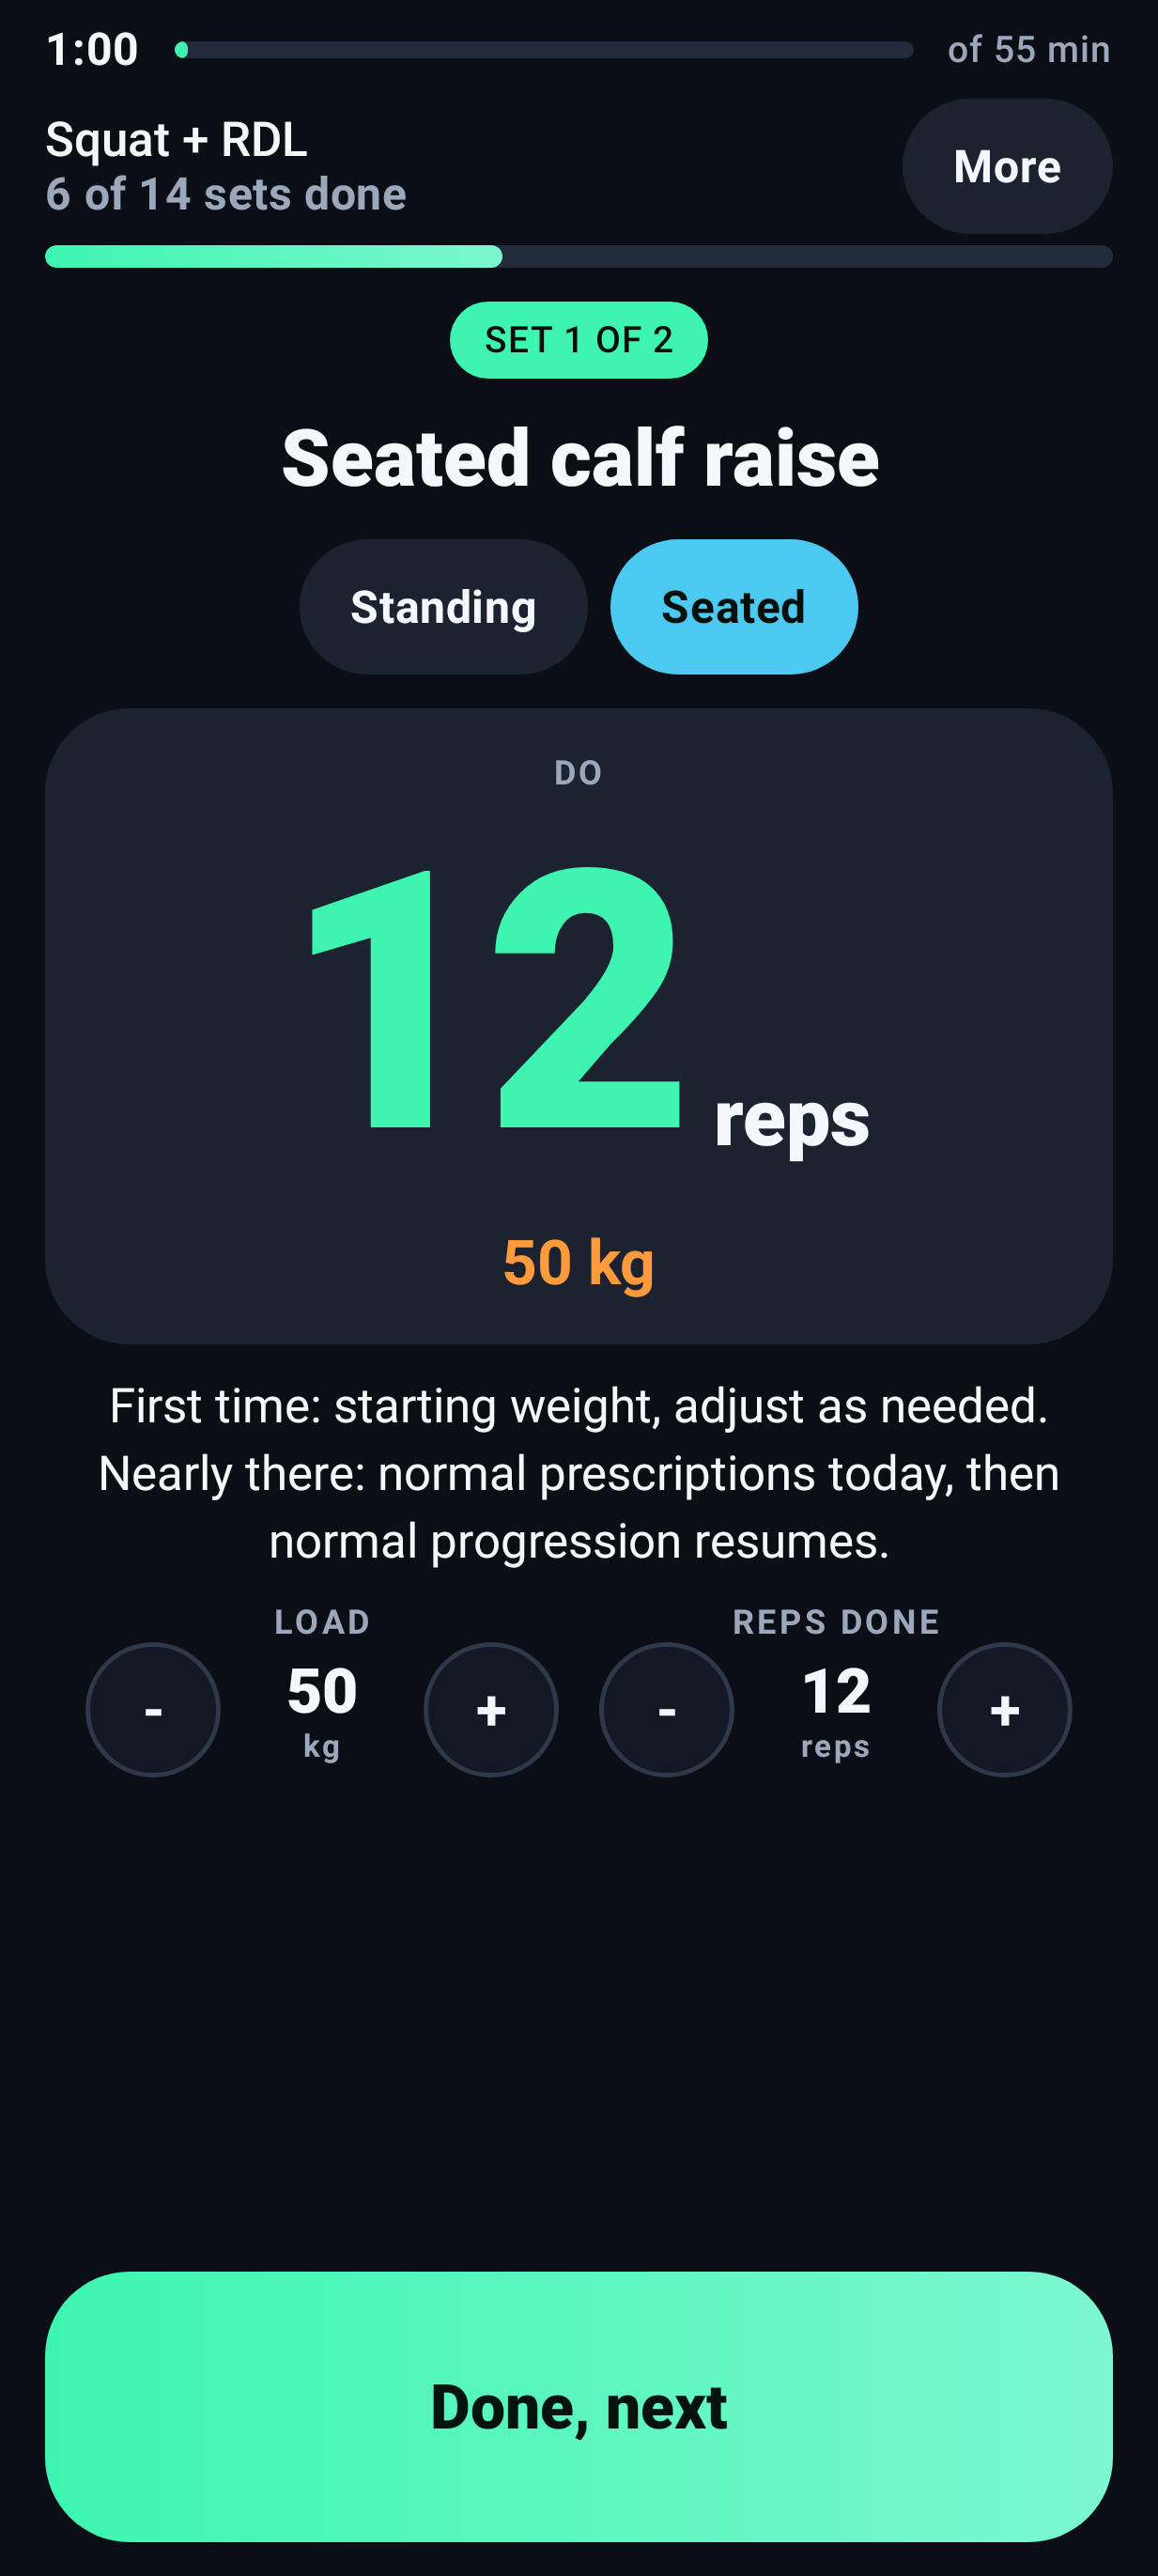 1:00
of 55 min
Squat + RDL
6 of 14 sets done
More
SET 1 OF 2
Seated calf raise
Standing
Seated
DO
12 reps
50 kg
First time: starting weight, adjust as needed.
Nearly there: normal prescriptions today, then
normal progression resumes.
LOAD
- 50 +
kg
REPS DONE
- 12 +
reps
Done, next